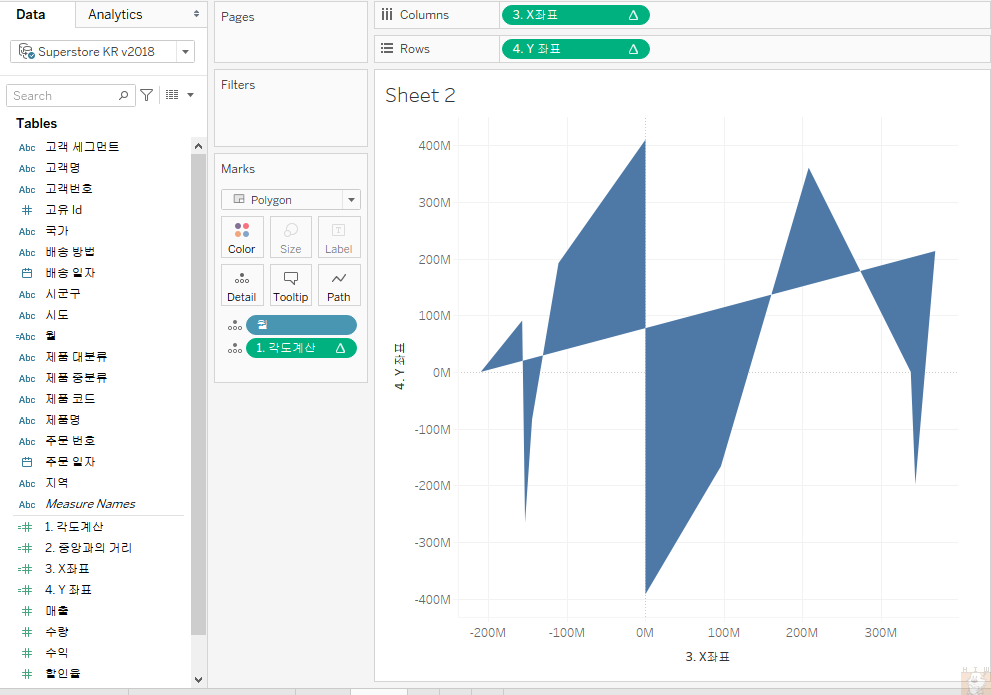 Data
Analytics
Superstore KR v2018
Search
Tables
Abc 고객 세그먼트
Abc 고객명
Abc 고객번호
# 고유 Id
Abc 국가
Abc 배송 방법
배송 일자
Abc 시군구
Abc 시도
=Abc 월
Abc 제품 대분류
Abc 제품 중분류
Abc 제품 코드
Abc 제품명
Abc 주문 번호
주문 일자
Abc 지역
Abc Measure Names
=# 1. 각도계산
=# 2. 중앙과의 거리
=# 3. X좌표
=# 4. Y 좌표
# 매출
# 수량
# 수익
# 할인율
Pages
Filters
Marks
Polygon
Color Size Label
Detail Tooltip Path
월
1. 각도계산 △
Columns 3. X좌표 △
Rows 4. Y 좌표 △
Sheet 2
400M
300M
200M
100M
0M
-100M
-200M
-300M
-400M
4. Y 좌표
-200M -100M 0M 100M 200M 300M
3. X좌표